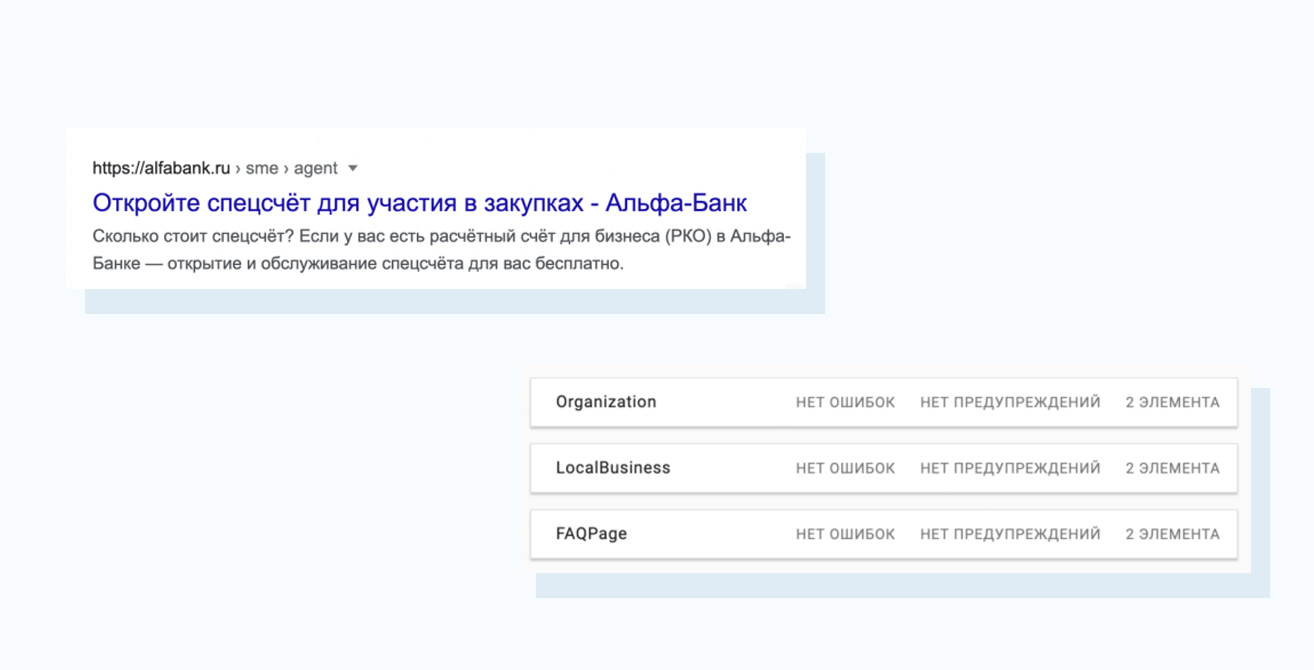 https://alfabank.ru › sme › agent
Откройте спецсчёт для участия в закупках - Альфа-Банк
Сколько стоит спецсчёт? Если у вас есть расчётный счёт для бизнеса (РКО) в Альфа-
Банке — открытие и обслуживание спецсчёта для вас бесплатно.
Organization НЕТ ОШИБОК НЕТ ПРЕДУПРЕЖДЕНИЙ 2 ЭЛЕМЕНТА
LocalBusiness НЕТ ОШИБОК НЕТ ПРЕДУПРЕЖДЕНИЙ 2 ЭЛЕМЕНТА
FAQPage НЕТ ОШИБОК НЕТ ПРЕДУПРЕЖДЕНИЙ 2 ЭЛЕМЕНТА